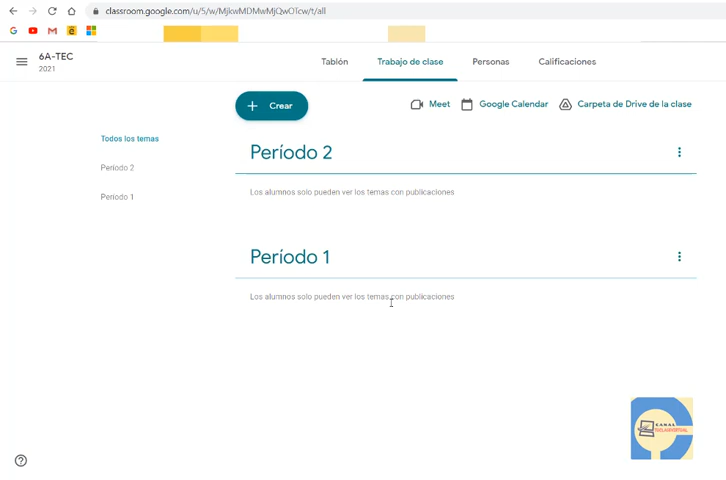 classroom.google.com/u/5/w/MjkwMDMwMjQwOTcw/t/all
6A-TEC
2021
Tablón
Trabajo de clase
Personas
Calificaciones
Crear
Meet
Google Calendar
Carpeta de Drive de la clase
Todos los temas
Período 2
Período 1
Período 2
Los alumnos solo pueden ver los temas con publicaciones
Período 1
Los alumnos solo pueden ver los temas con publicaciones
CANAL
TUCLASEVIRTUAL